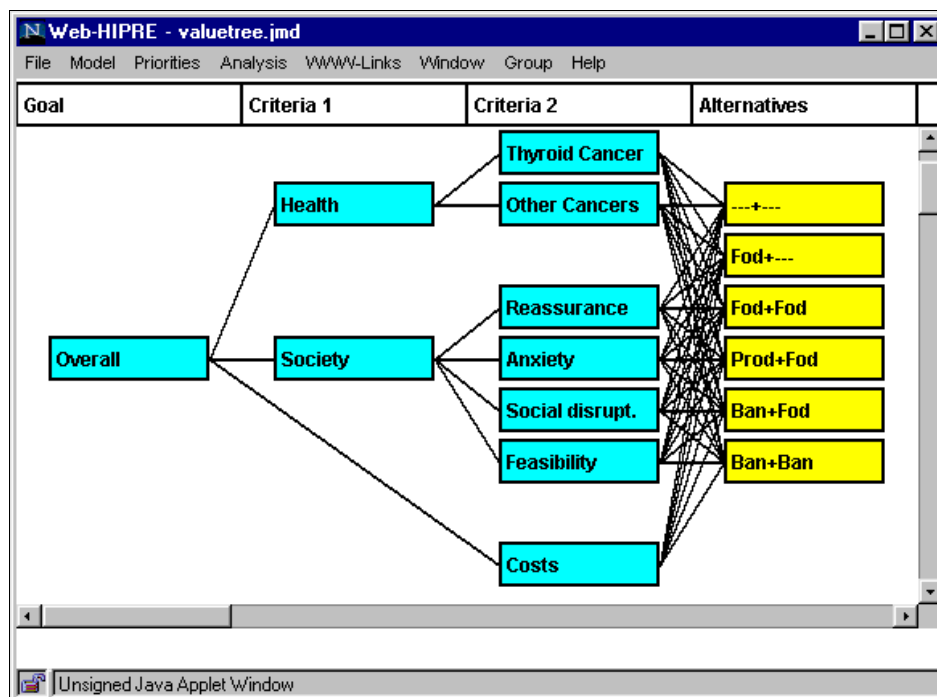 Web-HIPRE - valuetree.jmd
File Model Priorities Analysis WWW-Links Window Group Help
Goal Criteria 1 Criteria 2 Alternatives
Thyroid Cancer
Health Other Cancers ---+---
Fod+---
Reassurance Fod+Fod
Overall Society Anxiety Prod+Fod
Social disrupt. Ban+Fod
Feasibility Ban+Ban
Costs
Unsigned Java Applet Window